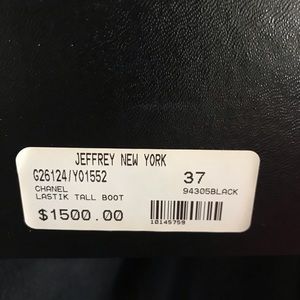 JEFFREY NEW YORK
G26124/Y01552 37
CHANEL 94305BLACK
LASTIK TALL BOOT
$1500.00
10145759